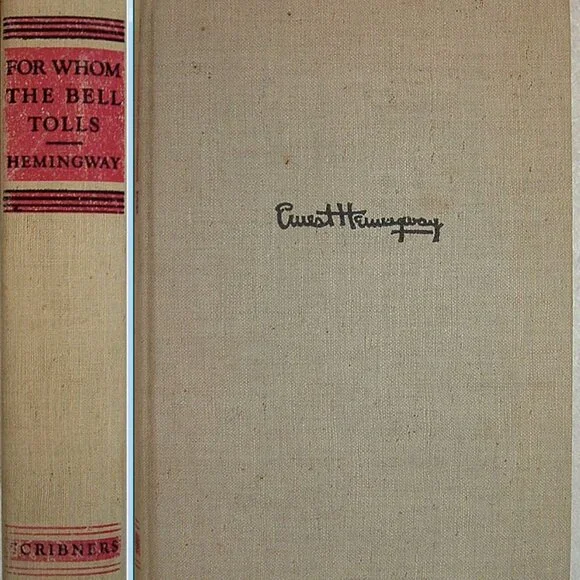 FOR WHOM
THE BELL
TOLLS
HEMINGWAY
SCRIBNERS
Ernest Hemingway